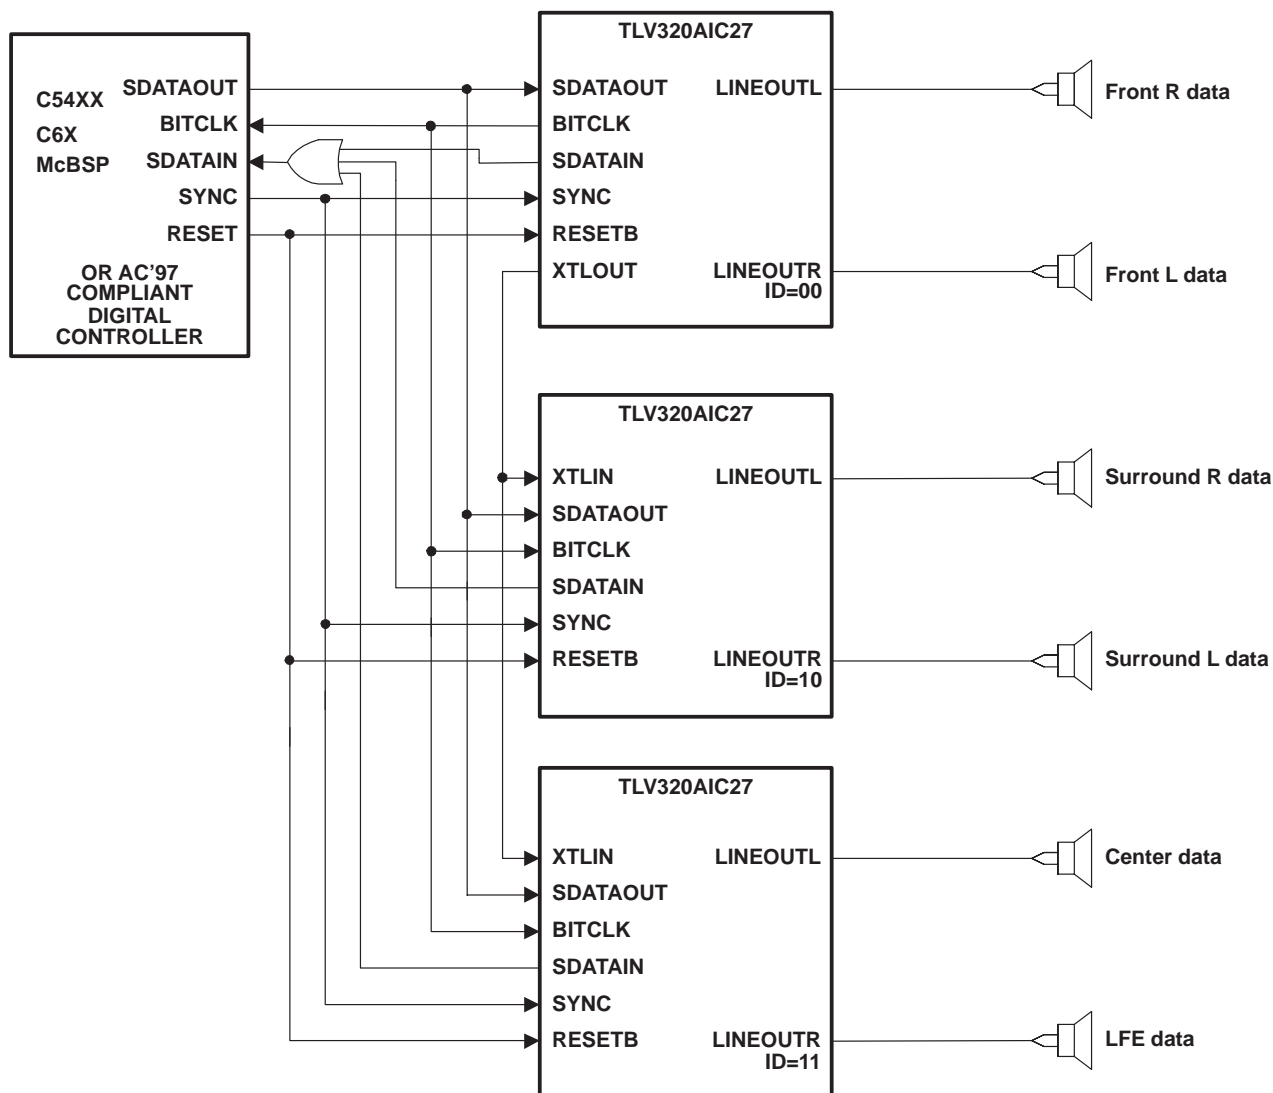 C54XX
C6X
McBSP
SDATAOUT
BITCLK
SDATAIN
SYNC
RESET
OR AC'97
COMPLIANT
DIGITAL
CONTROLLER
TLV320AIC27
SDATAOUT
BITCLK
SDATAIN
SYNC
RESETB
XTLOUT
LINEOUTL
LINEOUTR
ID=00
Front R data
Front L data
TLV320AIC27
XTLIN
SDATAOUT
BITCLK
SDATAIN
SYNC
RESETB
LINEOUTL
LINEOUTR
ID=10
Surround R data
Surround L data
TLV320AIC27
XTLIN
SDATAOUT
BITCLK
SDATAIN
SYNC
RESETB
LINEOUTL
LINEOUTR
ID=11
Center data
LFE data